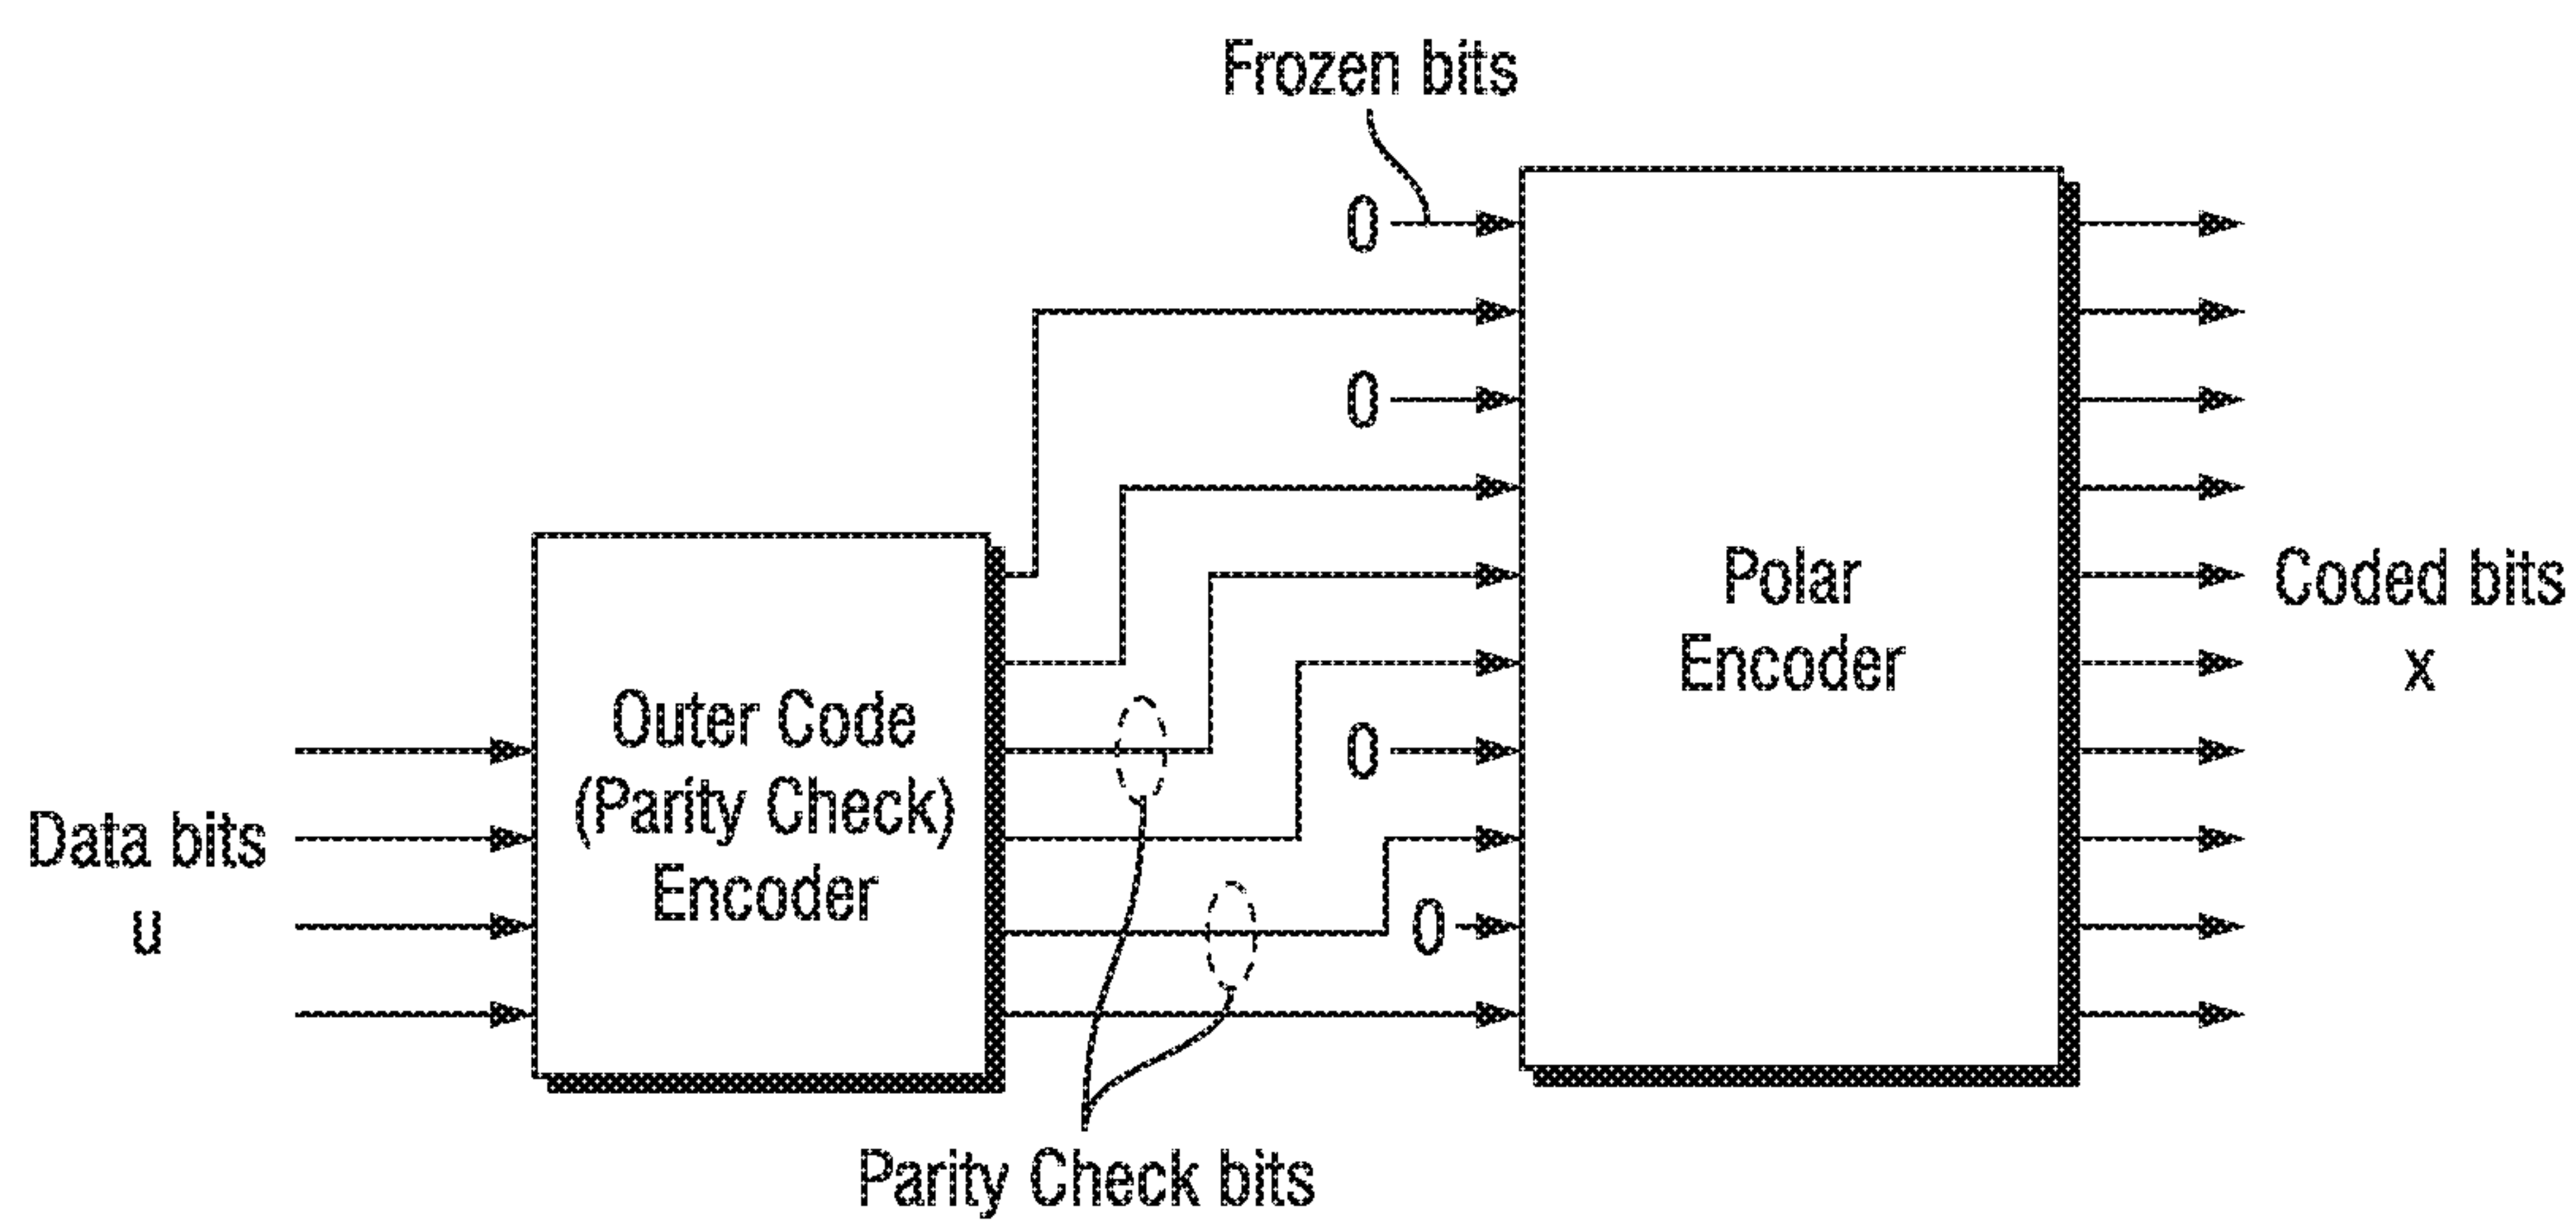 Frozen bits
0
0
0
0
Polar
Encoder
Coded bits
x
Outer Code
(Parity Check)
Encoder
Data bits
u
Parity Check bits